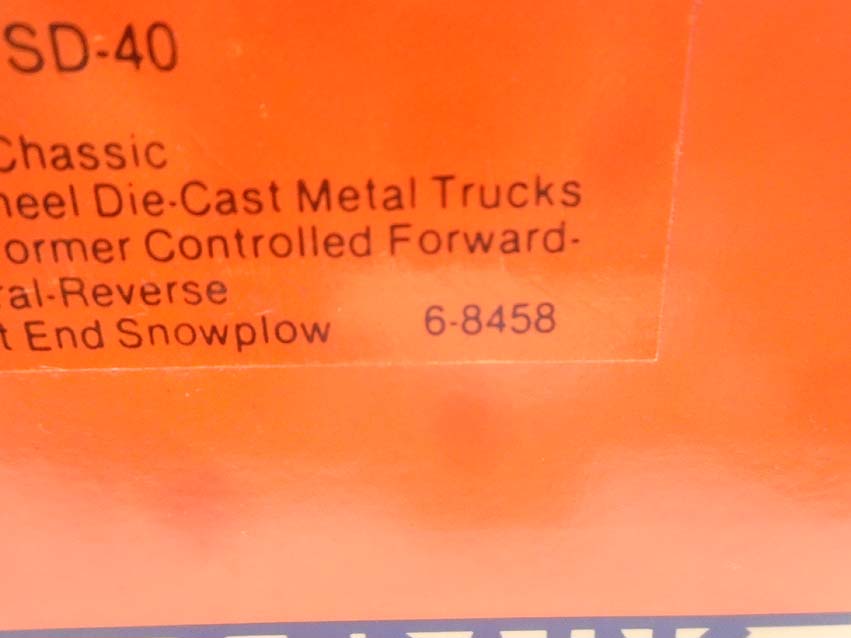 SD-40
Chassic
heel Die-Cast Metal Trucks
ormer Controlled Forward-
ral-Reverse
t End Snowplow 6-8458